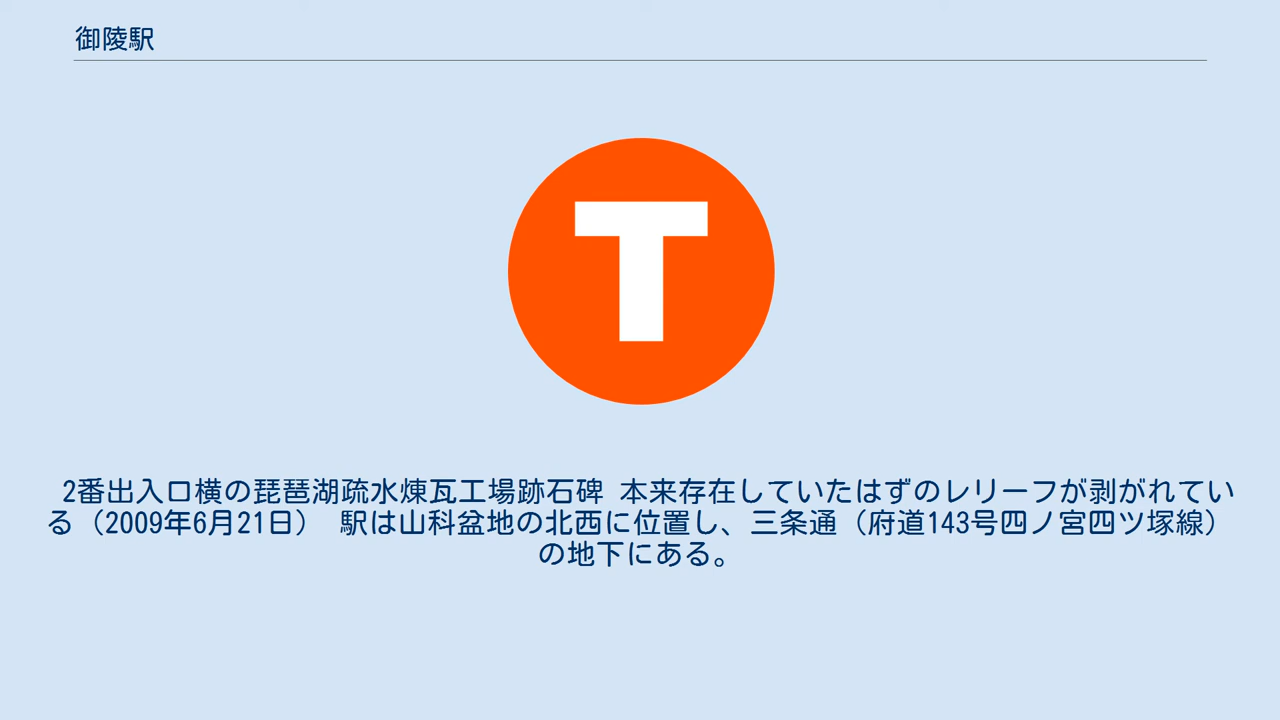 御陵駅
T
2番出入口横の琵琶湖疏水煉瓦工場跡石碑 本来存在していたはずのレリーフが剥がれてい
る（2009年6月21日） 駅は山科盆地の北西に位置し、三条通（府道143号四ノ宮四ツ塚線）
の地下にある。